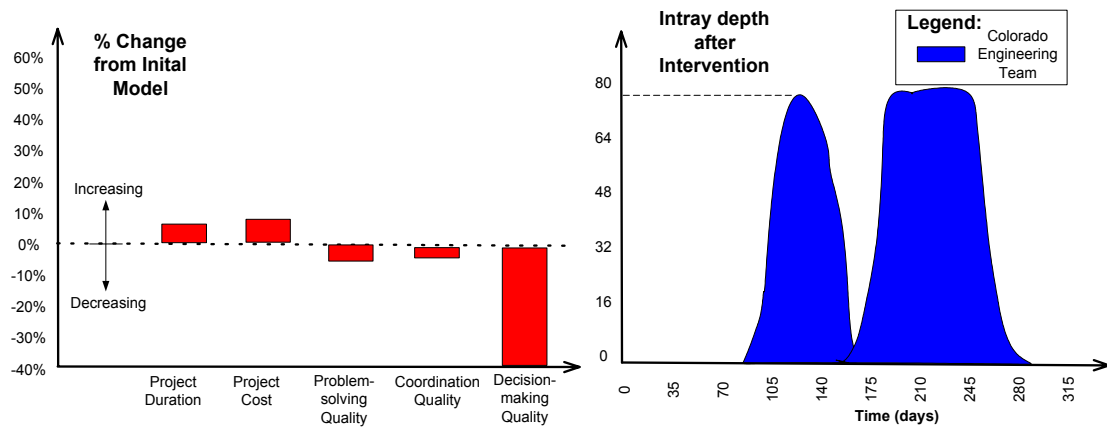 % Change
from Inital
Model
60%
50%
40%
30%
20%
10%
0%
-10%
-20%
-30%
-40%
Increasing
Decreasing
Project
Duration
Project
Cost
Problem-
solving
Quality
Coordination
Quality
Decision-
making
Quality
Intray depth
after
Intervention
Legend:
Colorado
Engineering
Team
80
64
48
32
16
0
0
35
70
105
140
175
210
245
280
315
Time (days)